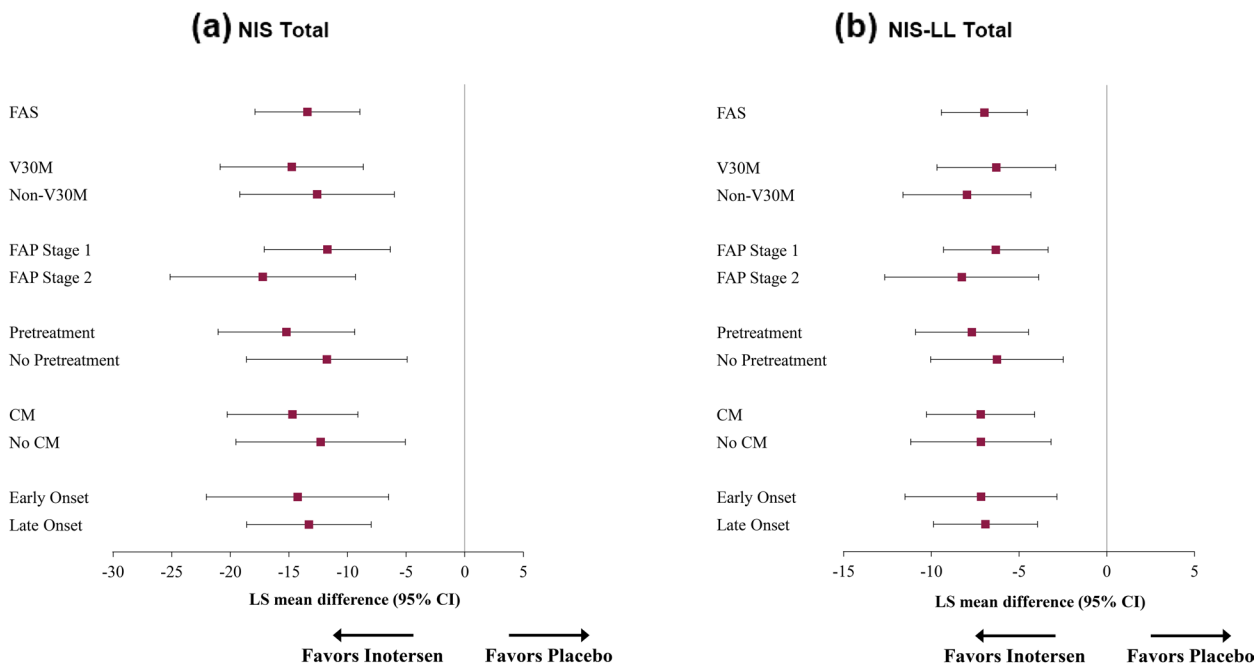 (a) NIS Total
FAS
V30M
Non-V30M
FAP Stage 1
FAP Stage 2
Pretreatment
No Pretreatment
CM
No CM
Early Onset
Late Onset
-30 -25 -20 -15 -10 -5 0 5
LS mean difference (95% CI)
Favors Inotersen Favors Placebo
(b) NIS-LL Total
FAS
V30M
Non-V30M
FAP Stage 1
FAP Stage 2
Pretreatment
No Pretreatment
CM
No CM
Early Onset
Late Onset
-15 -10 -5 0 5
LS mean difference (95% CI)
Favors Inotersen Favors Placebo